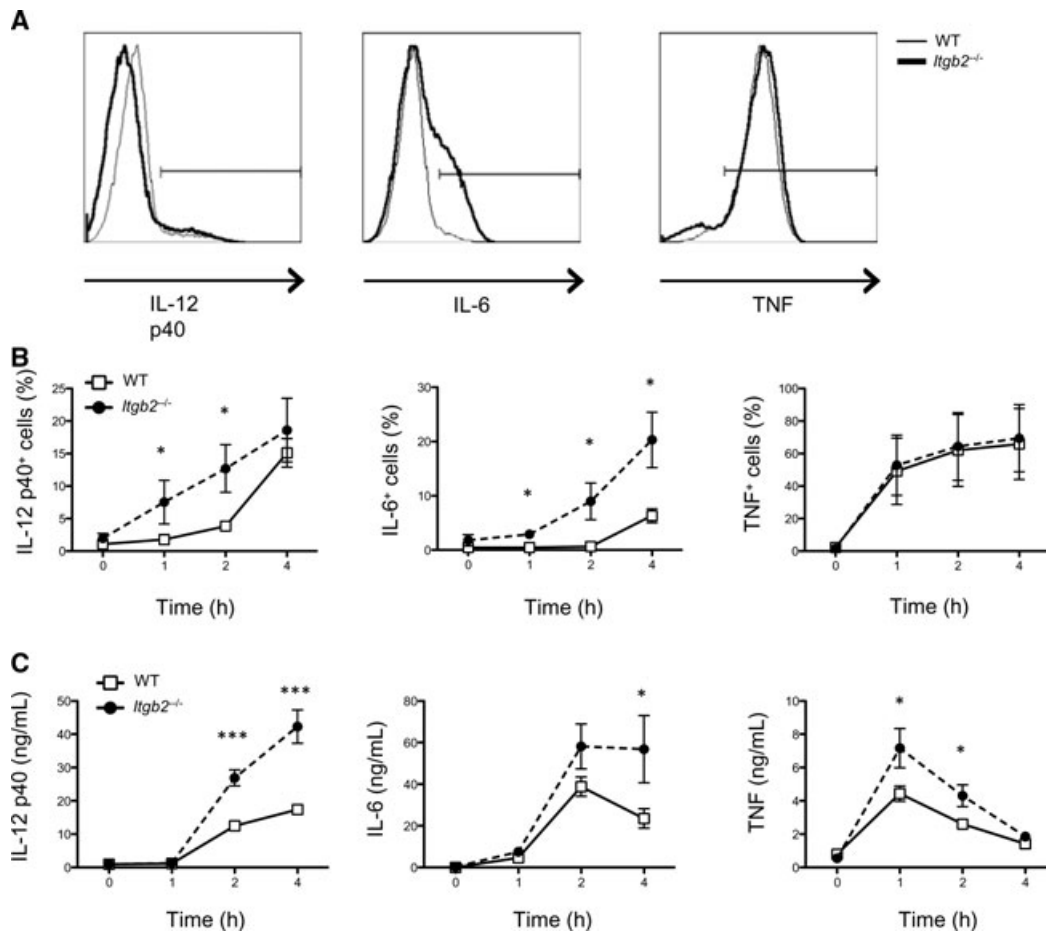 A
WT
Itgb2–/–
IL-12
p40
IL-6
TNF
B
WT
Itgb2–/–
IL-12 p40+ cells (%)
25
20
15
10
5
0
*
*
0 1 2 4
Time (h)
IL-6+ cells (%)
30
20
10
0
*
*
*
0 1 2 4
Time (h)
TNF+ cells (%)
100
80
60
40
20
0
0 1 2 4
Time (h)
C
WT
Itgb2–/–
IL-12 p40 (ng/mL)
50
40
30
20
10
0
***
***
0 1 2 4
Time (h)
IL-6 (ng/mL)
80
60
40
20
0
*
0 1 2 4
Time (h)
TNF (ng/mL)
8
6
4
2
0
*
*
0 1 2 4
Time (h)